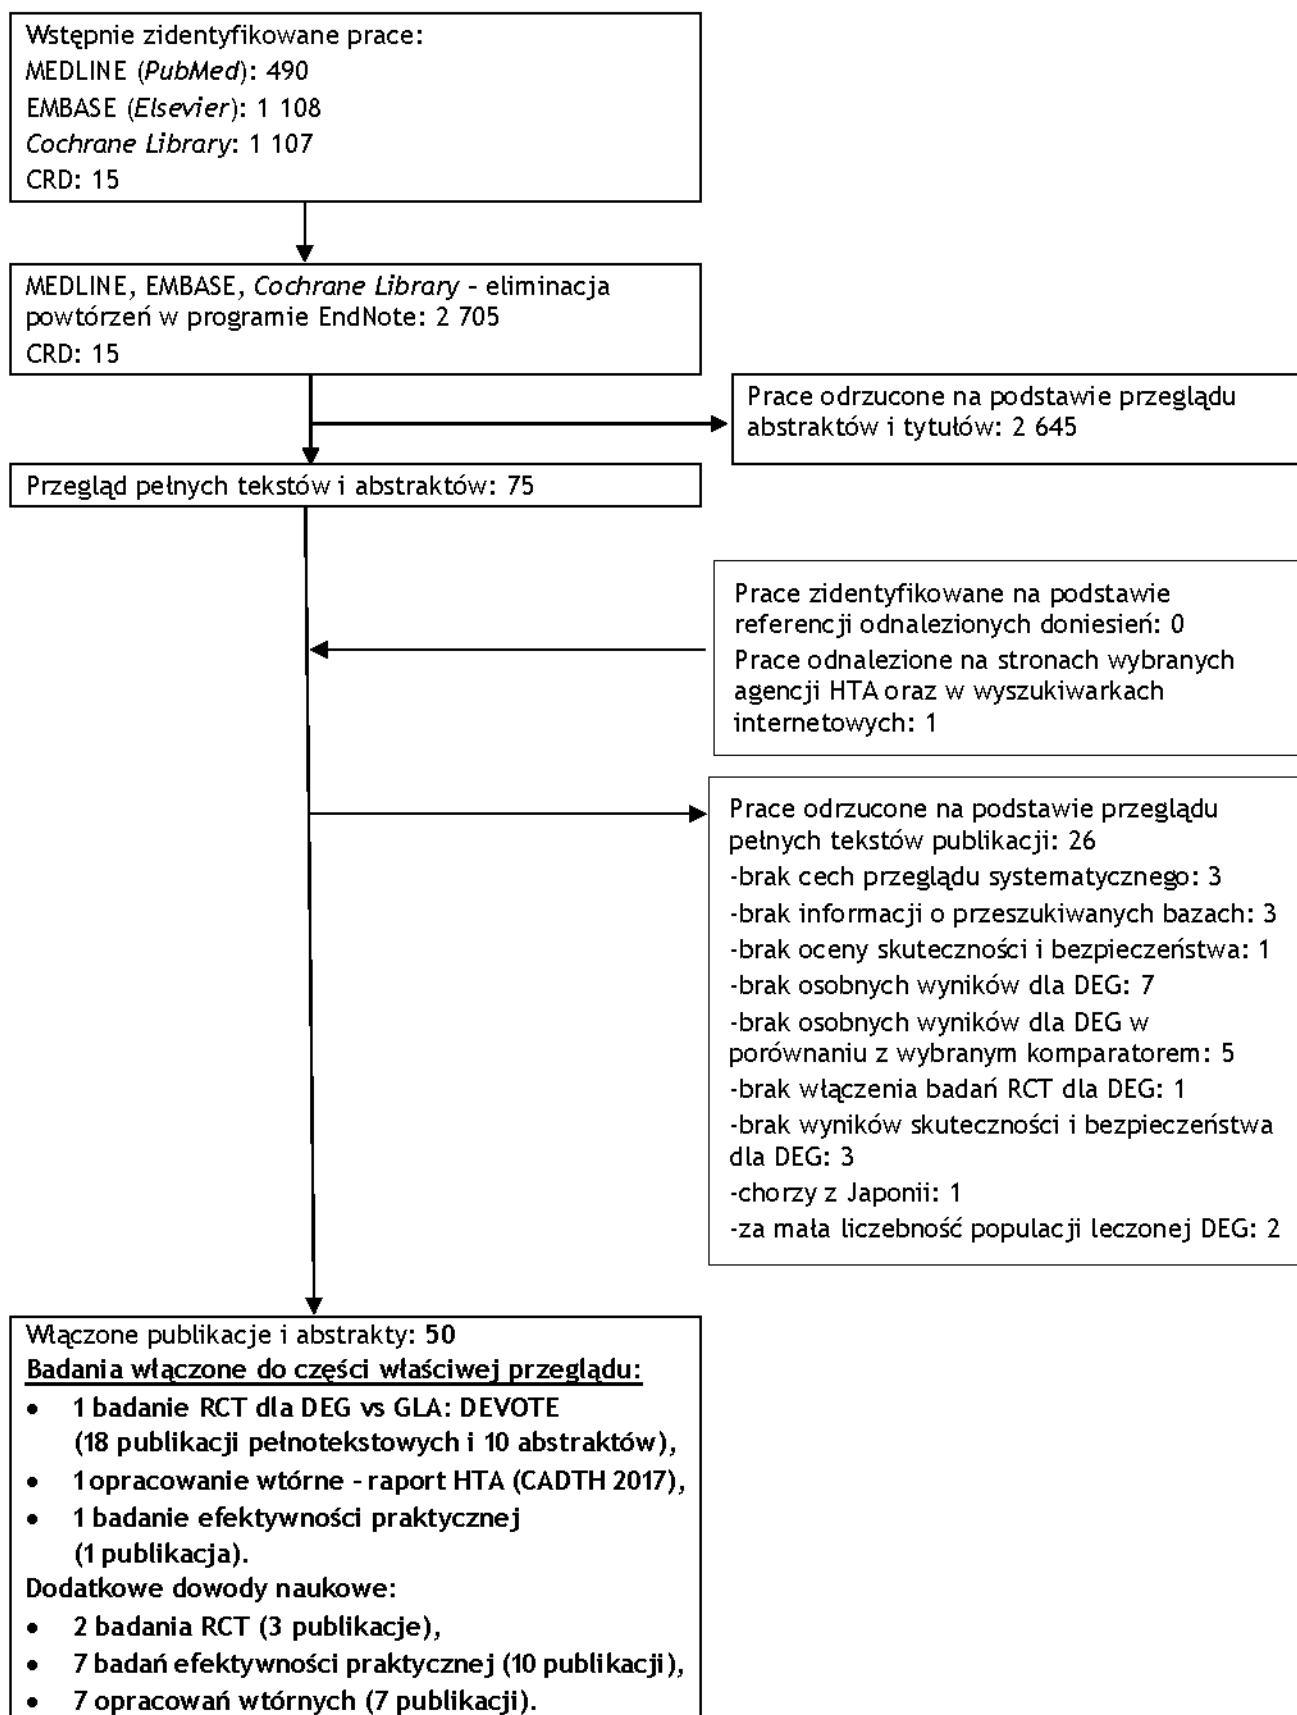 Wstępnie zidentyfikowane prace:
MEDLINE (PubMed): 490
EMBASE (Elsevier): 1 108
Cochrane Library: 1 107
CRD: 15
MEDLINE, EMBASE, Cochrane Library - eliminacja
powtórzeń w programie EndNote: 2 705
CRD: 15
Prace odrzucone na podstawie przeglądu
abstraktów i tytułów: 2 645
Przegląd pełnych tekstów i abstraktów: 75
Prace zidentyfikowane na podstawie
referencji odnalezionych doniesień: 0
Prace odnalezione na stronach wybranych
agencji HTA oraz w wyszukiwarkach
internetowych: 1
Prace odrzucone na podstawie przeglądu
pełnych tekstów publikacji: 26
-brak cech przeglądu systematycznego: 3
-brak informacji o przeszukiwanych bazach: 3
-brak oceny skuteczności i bezpieczeństwa: 1
-brak osobnych wyników dla DEG: 7
-brak osobnych wyników dla DEG w
porównaniu z wybranym komparatorem: 5
-brak włączenia badań RCT dla DEG: 1
-brak wyników skuteczności i bezpieczeństwa
dla DEG: 3
-chorzy z Japonii: 1
-za mała liczebność populacji leczonej DEG: 2
Włączone publikacje i abstrakty: 50
Badania włączone do części właściwej przeglądu:
• 1 badanie RCT dla DEG vs GLA: DEVOTE
(18 publikacji pełnotekstowych i 10 abstraktów),
• 1 opracowanie wtórne - raport HTA (CADTH 2017),
• 1 badanie efektywności praktycznej
(1 publikacja).
Dodatkowe dowody naukowe:
• 2 badania RCT (3 publikacje),
• 7 badań efektywności praktycznej (10 publikacji),
• 7 opracowań wtórnych (7 publikacji).